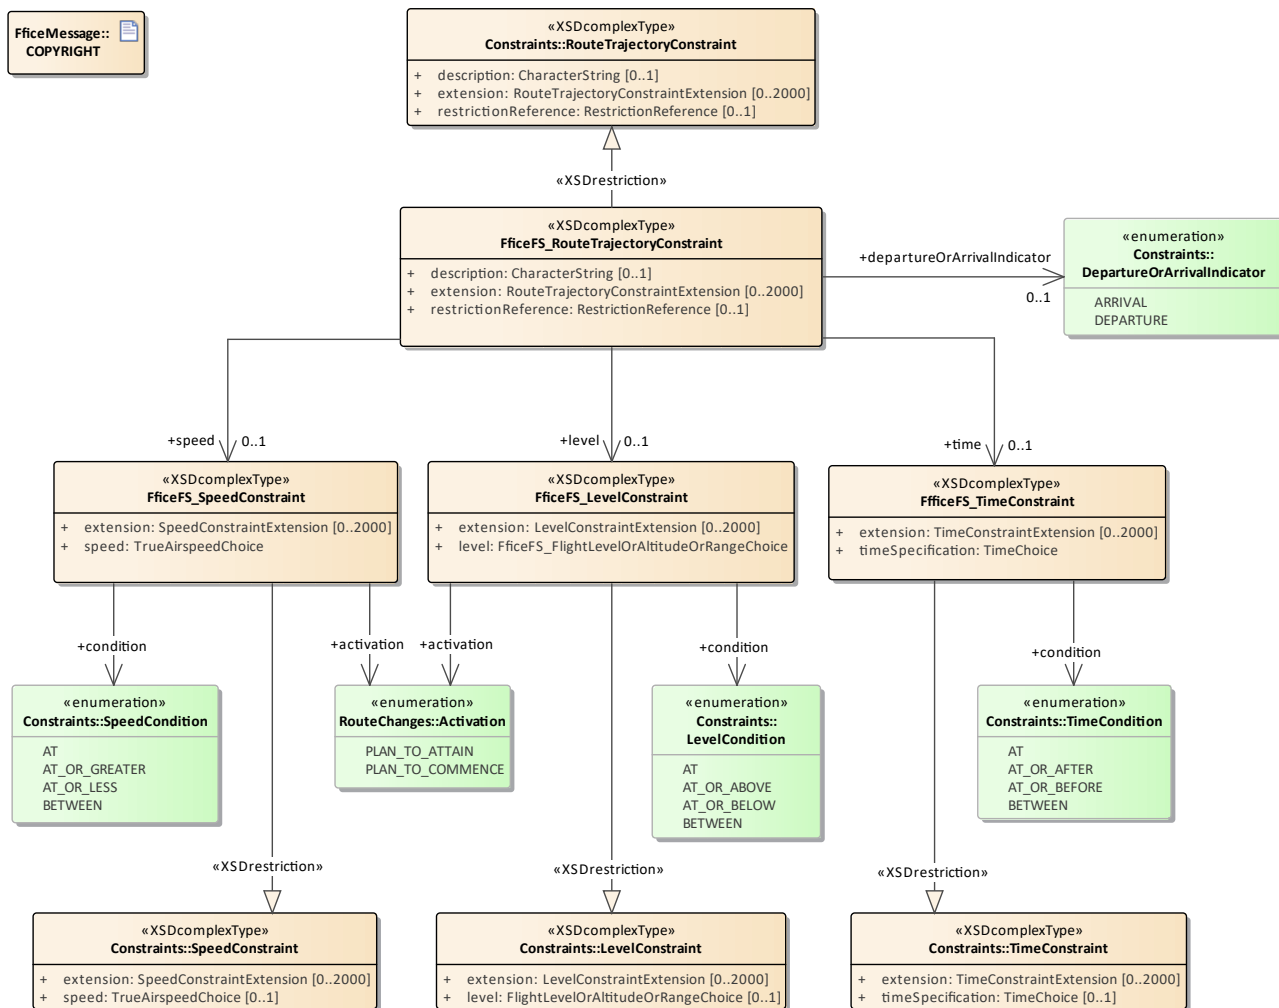 FficeMessage::
COPYRIGHT
«XSDcomplexType»
Constraints::RouteTrajectoryConstraint
+ description: CharacterString [0..1]
+ extension: RouteTrajectoryConstraintExtension [0..2000]
+ restrictionReference: RestrictionReference [0..1]
«XSDrestriction»
«XSDcomplexType»
FficeFS_RouteTrajectoryConstraint
+ description: CharacterString [0..1]
+ extension: RouteTrajectoryConstraintExtension [0..2000]
+ restrictionReference: RestrictionReference [0..1]
+departureOrArrivalIndicator
0..1
«enumeration»
Constraints::
DepartureOrArrivalIndicator
ARRIVAL
DEPARTURE
+speed 0..1
+level 0..1
+time 0..1
«XSDcomplexType»
FficeFS_SpeedConstraint
+ extension: SpeedConstraintExtension [0..2000]
+ speed: TrueAirspeedChoice
«XSDcomplexType»
FficeFS_LevelConstraint
+ extension: LevelConstraintExtension [0..2000]
+ level: FficeFS_FlightLevelOrAltitudeOrRangeChoice
«XSDcomplexType»
FfficeFS_TimeConstraint
+ extension: TimeConstraintExtension [0..2000]
+ timeSpecification: TimeChoice
+condition
+activation
+activation
+condition
+condition
«enumeration»
Constraints::SpeedCondition
AT
AT_OR_GREATER
AT_OR_LESS
BETWEEN
«enumeration»
RouteChanges::Activation
PLAN_TO_ATTAIN
PLAN_TO_COMMENCE
«enumeration»
Constraints::
LevelCondition
AT
AT_OR_ABOVE
AT_OR_BELOW
BETWEEN
«enumeration»
Constraints::TimeCondition
AT
AT_OR_AFTER
AT_OR_BEFORE
BETWEEN
«XSDrestriction»
«XSDrestriction»
«XSDrestriction»
«XSDcomplexType»
Constraints::SpeedConstraint
+ extension: SpeedConstraintExtension [0..2000]
+ speed: TrueAirspeedChoice [0..1]
«XSDcomplexType»
Constraints::LevelConstraint
+ extension: LevelConstraintExtension [0..2000]
+ level: FlightLevelOrAltitudeOrRangeChoice [0..1]
«XSDcomplexType»
Constraints::TimeConstraint
+ extension: TimeConstraintExtension [0..2000]
+ timeSpecification: TimeChoice [0..1]